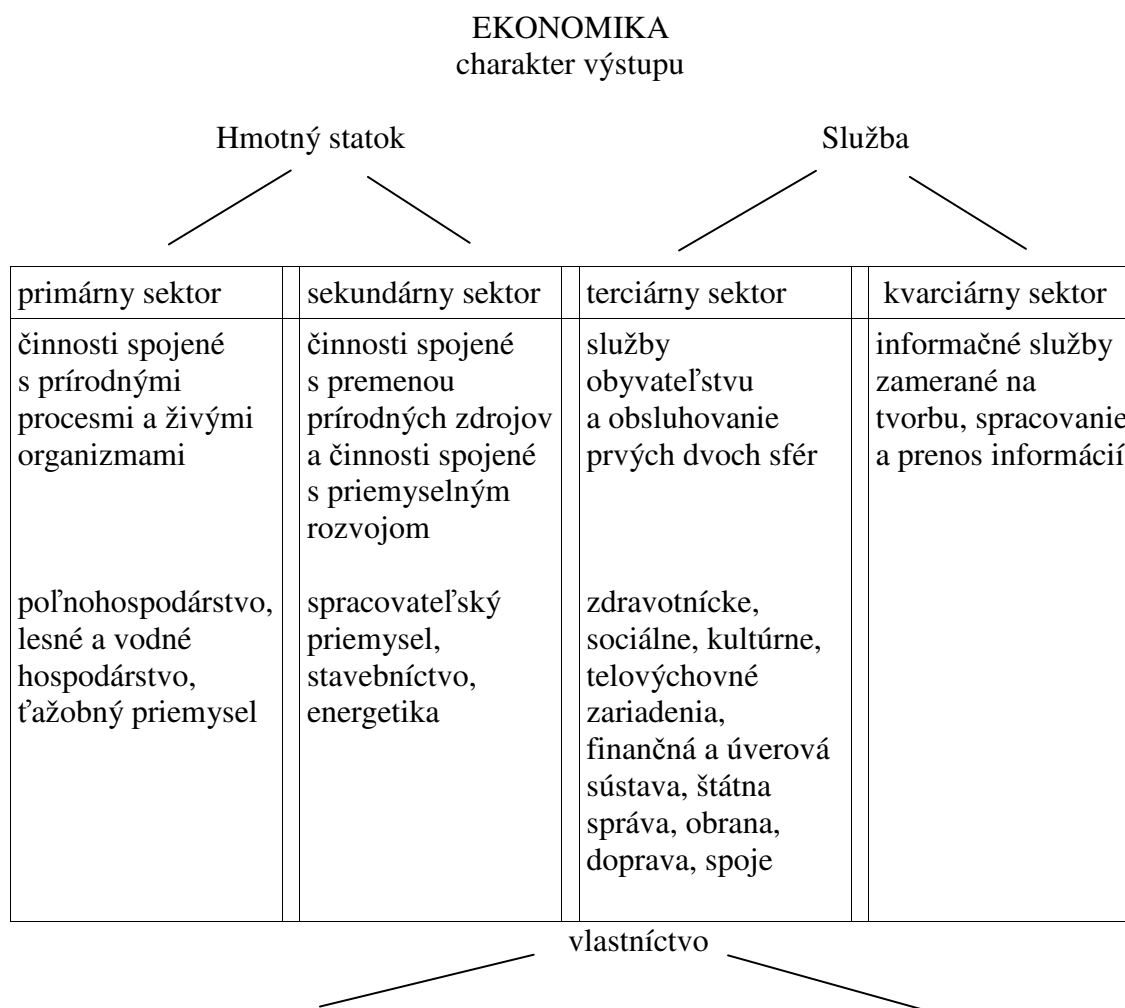 EKONOMIKA
charakter výstupu
Hmotný statok
Služba
primárny sektor
činnosti spojené
s prírodnými
procesmi a živými
organizmami
poľnohospodárstvo,
lesné a vodné
hospodárstvo,
ťažobný priemysel
sekundárny sektor
činnosti spojené
s premenou
prírodných zdrojov
a činnosti spojené
s priemyselným
rozvojom
spracovateľský
priemysel,
stavebníctvo,
energetika
terciárny sektor
služby
obyvateľstvu
a obsluhovanie
prvých dvoch sfér
zdravotnícke,
sociálne, kultúrne,
telovýchovné
zariadenia,
finančná a úverová
sústava, štátna
správa, obrana,
doprava, spoje
kvarciárny sektor
informačné služby
zamerané na
tvorbu, spracovanie
a prenos informácií
vlastníctvo